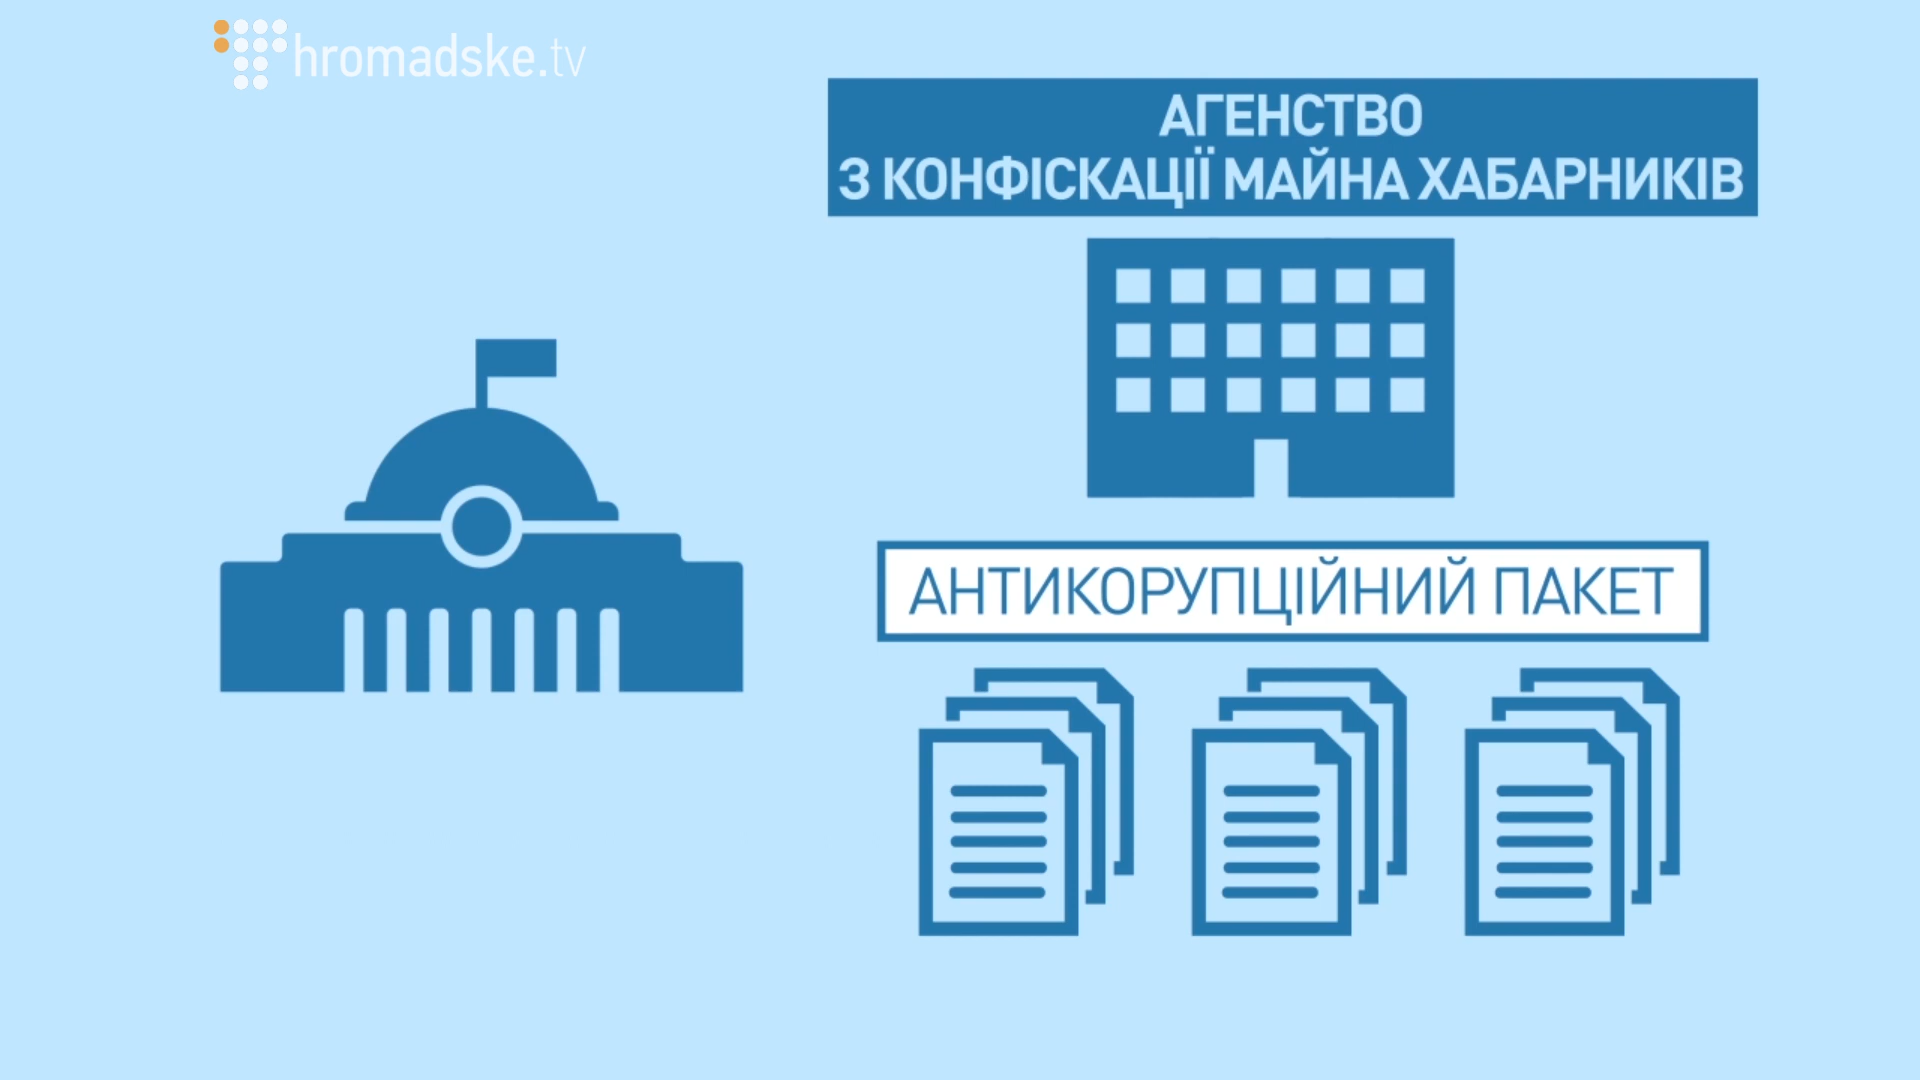 hromadske.tv
АГЕНСТВО
З КОНФІСКАЦІЇ МАЙНА ХАБАРНИКІВ
АНТИКОРУПЦІЙНИЙ ПАКЕТ